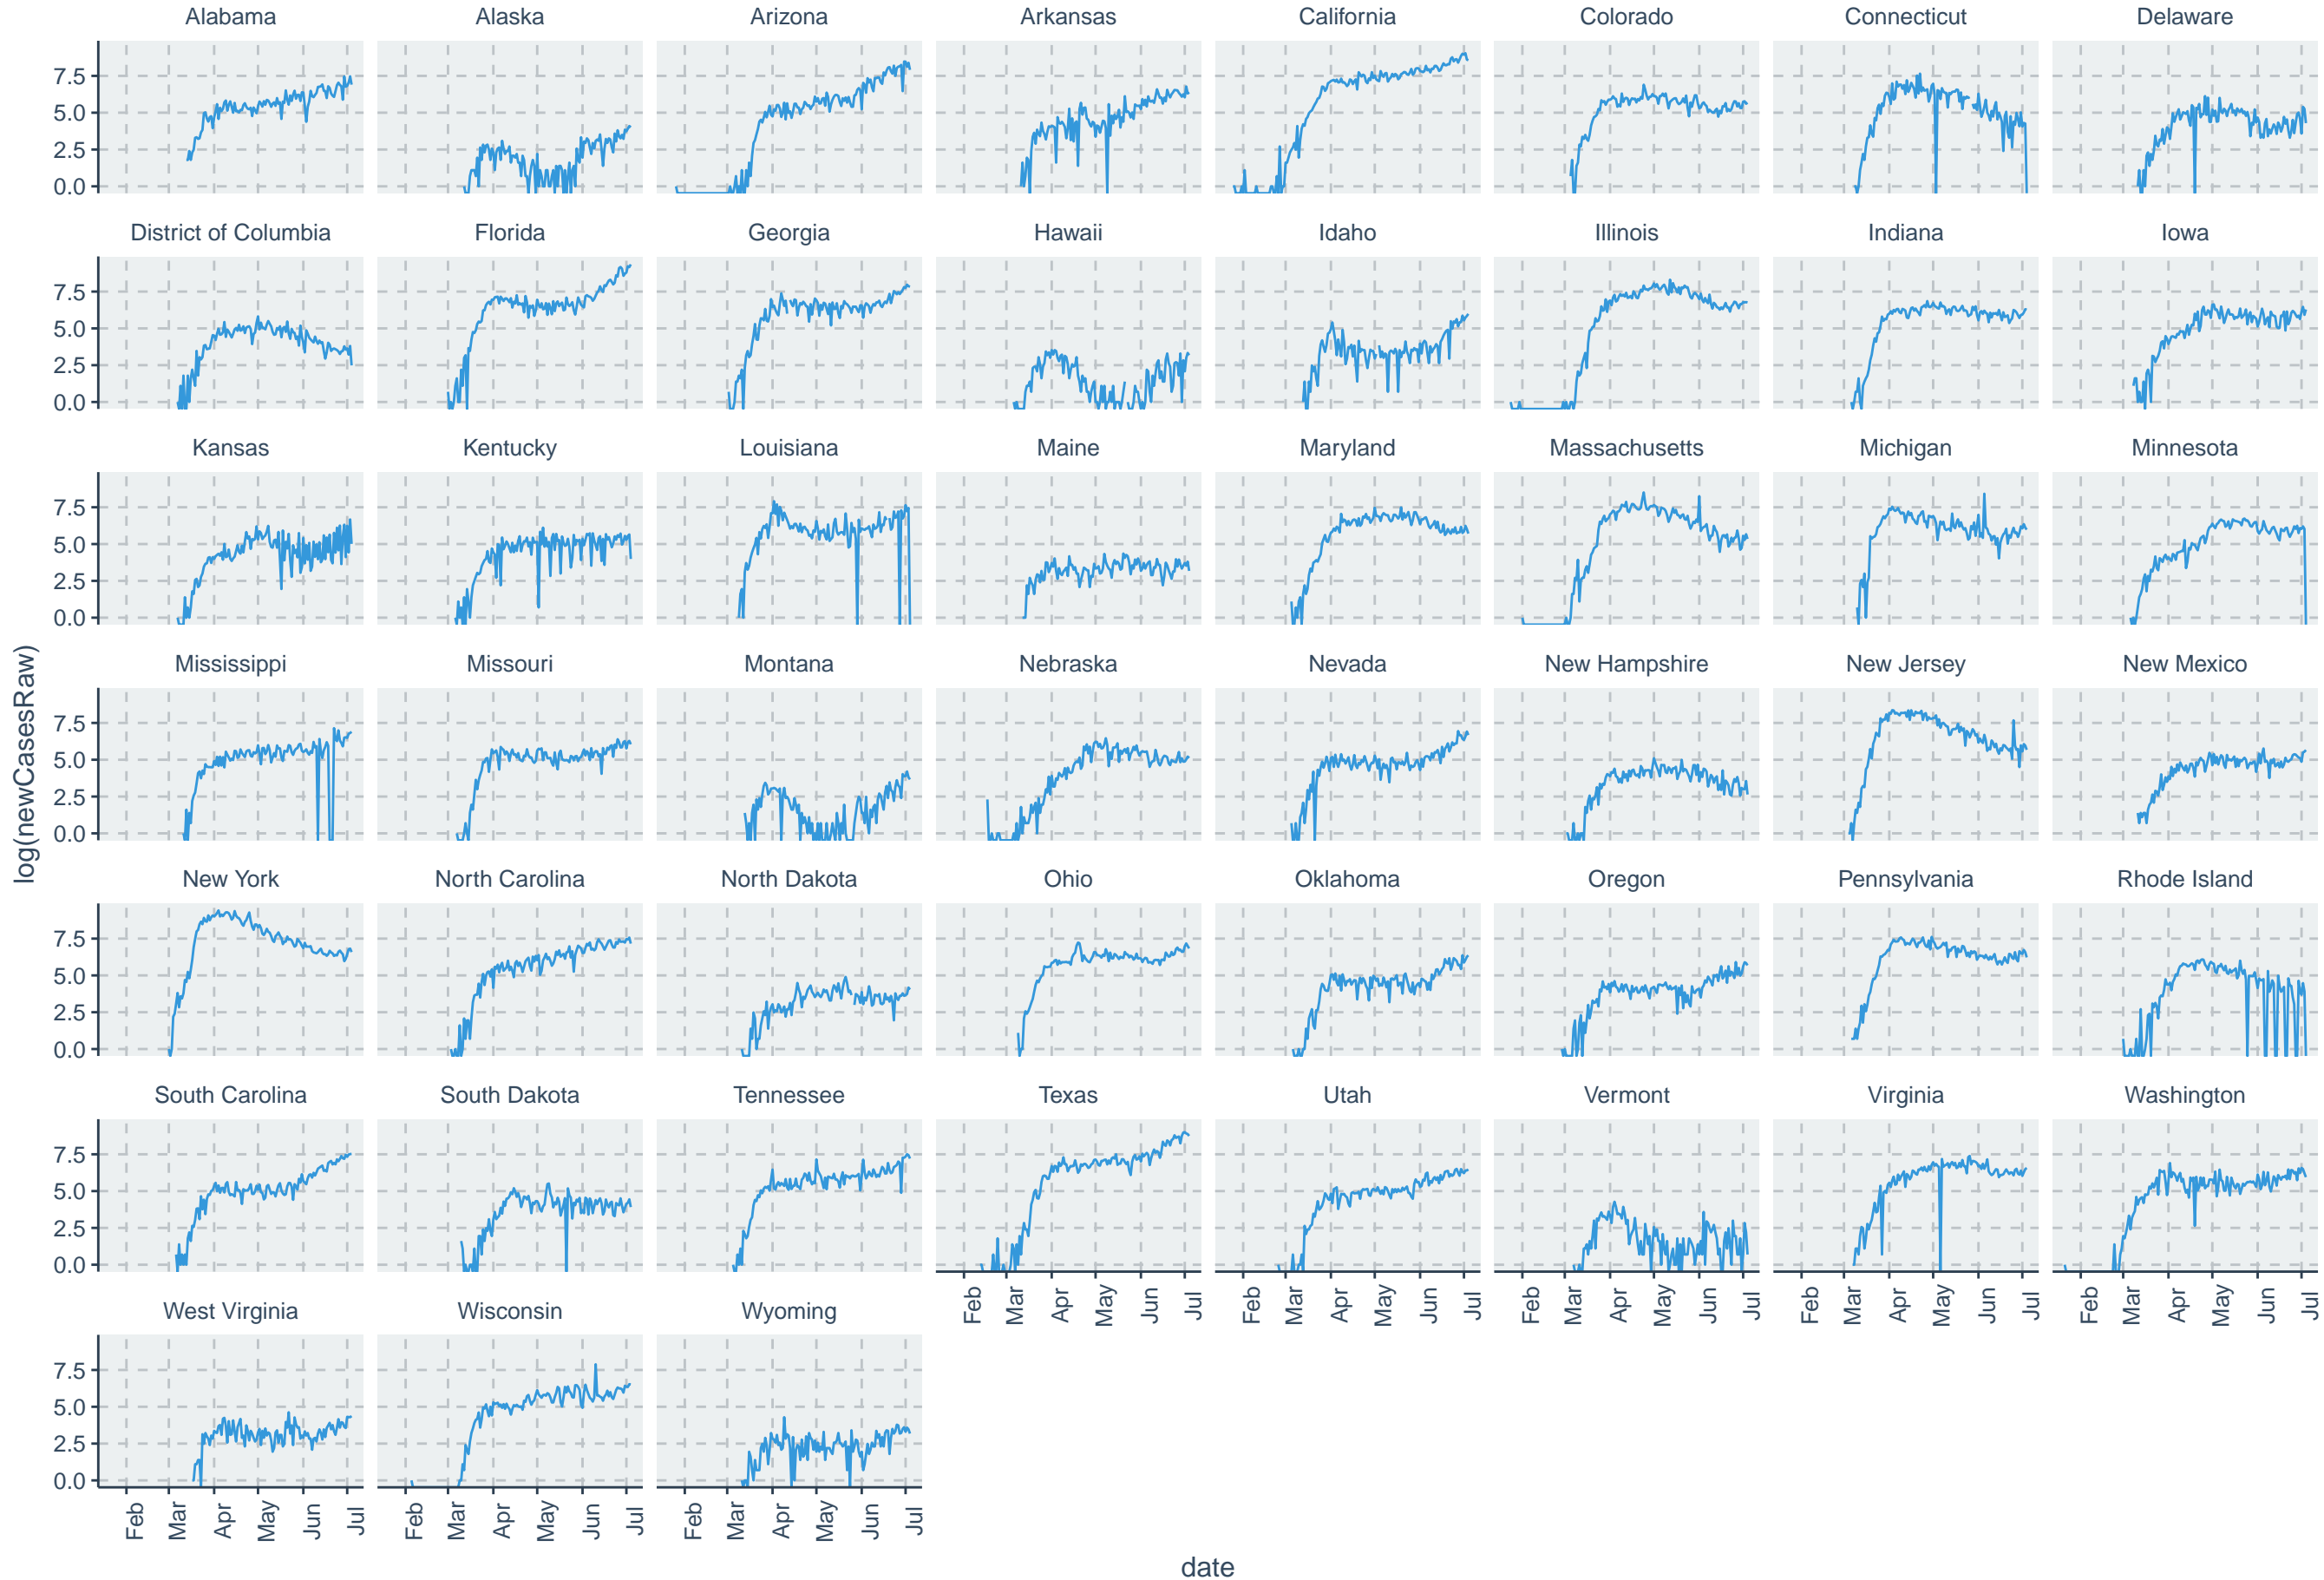 Alabama Alaska Arizona Arkansas California Colorado Connecticut Delaware
7.5
5.0
2.5
0.0
District of Columbia Florida Georgia Hawaii Idaho Illinois Indiana Iowa
7.5
5.0
2.5
0.0
Kansas Kentucky Louisiana Maine Maryland Massachusetts Michigan Minnesota
7.5
5.0
2.5
0.0
log(newCasesRaw)
Mississippi Missouri Montana Nebraska Nevada New Hampshire New Jersey New Mexico
7.5
5.0
2.5
0.0
New York North Carolina North Dakota Ohio Oklahoma Oregon Pennsylvania Rhode Island
7.5
5.0
2.5
0.0
South Carolina South Dakota Tennessee Texas Utah Vermont Virginia Washington
7.5
5.0
2.5
0.0
Feb Mar Apr May Jun Jul Feb Mar Apr May Jun Jul Feb Mar Apr May Jun Jul Feb Mar Apr May Jun Jul Feb Mar Apr May Jun Jul
West Virginia Wisconsin Wyoming
7.5
5.0
2.5
0.0
Feb Mar Apr May Jun Jul Feb Mar Apr May Jun Jul Feb Mar Apr May Jun Jul
date